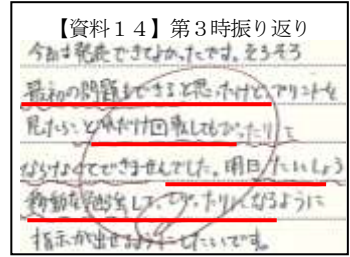 【資料14】第3時振り返り
今日は発表できてよかったです。そろそろ
最初の問題もできると思ったけど、プリントを
見たら、どれだけ回転してもぴったりに
ならなくてできませんでした。明日たいしょう
移動を勉強して、ぴったりになるように
指示が出せるようにしたいです。